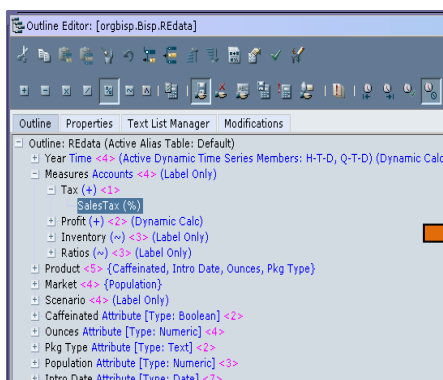 Outline Editor: [orgbisp.Bisp.REdata]
Outline Properties Text List Manager Modifications
Outline: REdata (Active Alias Table: Default)
Year Time <4> (Active Dynamic Time Series Members: H-T-D, Q-T-D) (Dynamic Calc
Measures Accounts <4> (Label Only)
Tax (+) <1>
SalesTax (%)
Profit (+) <2> (Dynamic Calc)
Inventory (~) <3> (Label Only)
Ratios (~) <3> (Label Only)
Product <5> {Caffeinated, Intro Date, Ounces, Pkg Type}
Market <4> {Population}
Scenario <4> (Label Only)
Caffeinated Attribute [Type: Boolean] <2>
Ounces Attribute [Type: Numeric] <4>
Pkg Type Attribute [Type: Text] <2>
Population Attribute [Type: Numeric] <3>
Intro Date Attribute [Type: Date] <7>